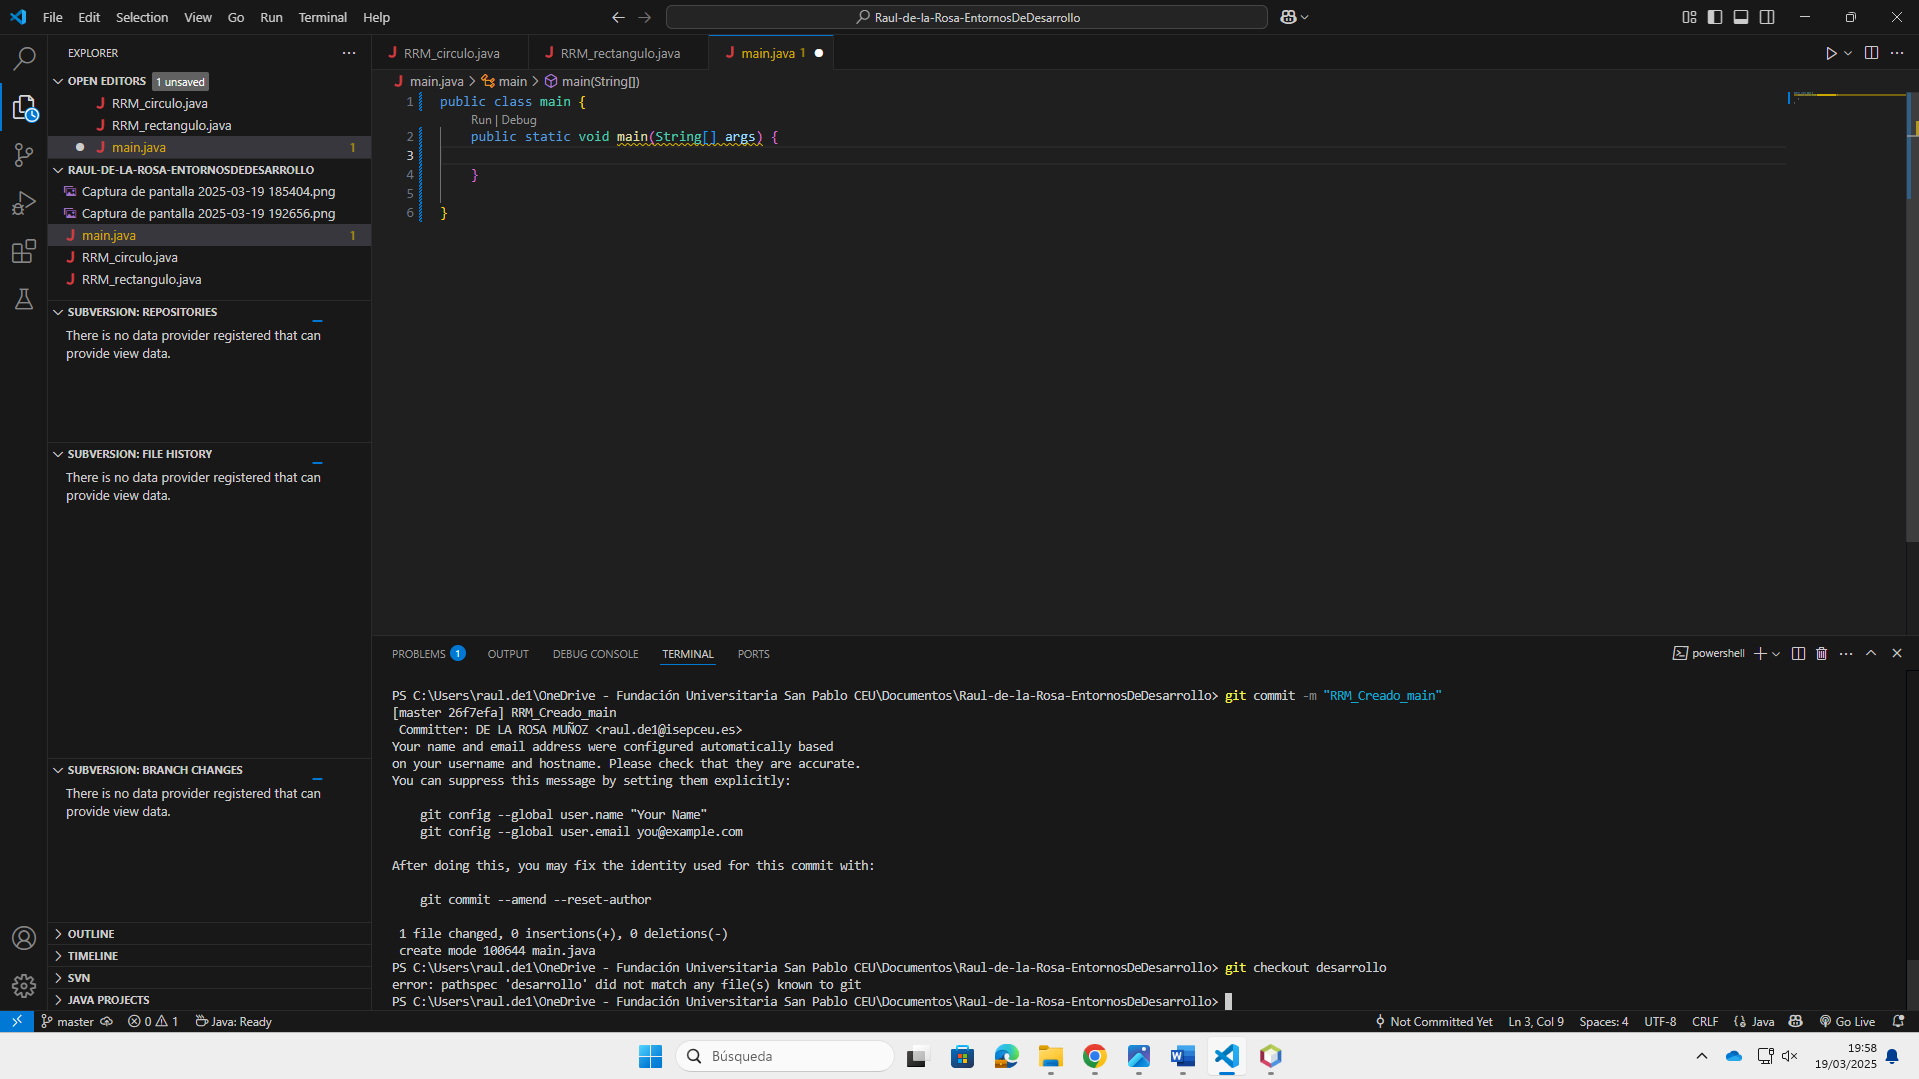 File Edit Selection View Go Run Terminal Help
Raul-de-la-Rosa-EntornosDeDesarrollo
EXPLORER
OPEN EDITORS 1 unsaved
RRM_circulo.java
RRM_rectangulo.java
main.java 1
RAUL-DE-LA-ROSA-ENTORNOSDEDESARROLLO
Captura de pantalla 2025-03-19 185404.png
Captura de pantalla 2025-03-19 192656.png
main.java 1
RRM_circulo.java
RRM_rectangulo.java
SUBVERSION: REPOSITORIES
There is no data provider registered that can
provide view data.
SUBVERSION: FILE HISTORY
There is no data provider registered that can
provide view data.
SUBVERSION: BRANCH CHANGES
There is no data provider registered that can
provide view data.
OUTLINE
TIMELINE
SVN
JAVA PROJECTS
RRM_circulo.java RRM_rectangulo.java main.java 1
main.java > main > main(String[])
1 public class main {
Run | Debug
2 public static void main(String[] args) {
3
4 }
5
6 }
PROBLEMS 1 OUTPUT DEBUG CONSOLE TERMINAL PORTS
powershell
PS C:\Users\raul.de1\OneDrive - Fundación Universitaria San Pablo CEU\Documentos\Raul-de-la-Rosa-EntornosDeDesarrollo> git commit -m "RRM_Creado_main"
[master 26f7efa] RRM_Creado_main
Committer: DE LA ROSA MUÑOZ <raul.de1@isepceu.es>
Your name and email address were configured automatically based
on your username and hostname. Please check that they are accurate.
You can suppress this message by setting them explicitly:
git config --global user.name "Your Name"
git config --global user.email you@example.com
After doing this, you may fix the identity used for this commit with:
git commit --amend --reset-author
1 file changed, 0 insertions(+), 0 deletions(-)
create mode 100644 main.java
PS C:\Users\raul.de1\OneDrive - Fundación Universitaria San Pablo CEU\Documentos\Raul-de-la-Rosa-EntornosDeDesarrollo> git checkout desarrollo
error: pathspec 'desarrollo' did not match any file(s) known to git
PS C:\Users\raul.de1\OneDrive - Fundación Universitaria San Pablo CEU\Documentos\Raul-de-la-Rosa-EntornosDeDesarrollo>
master 0 1 Java: Ready
Not Committed Yet Ln 3, Col 9 Spaces: 4 UTF-8 CRLF Java Go Live
Búsqueda
19:58
19/03/2025